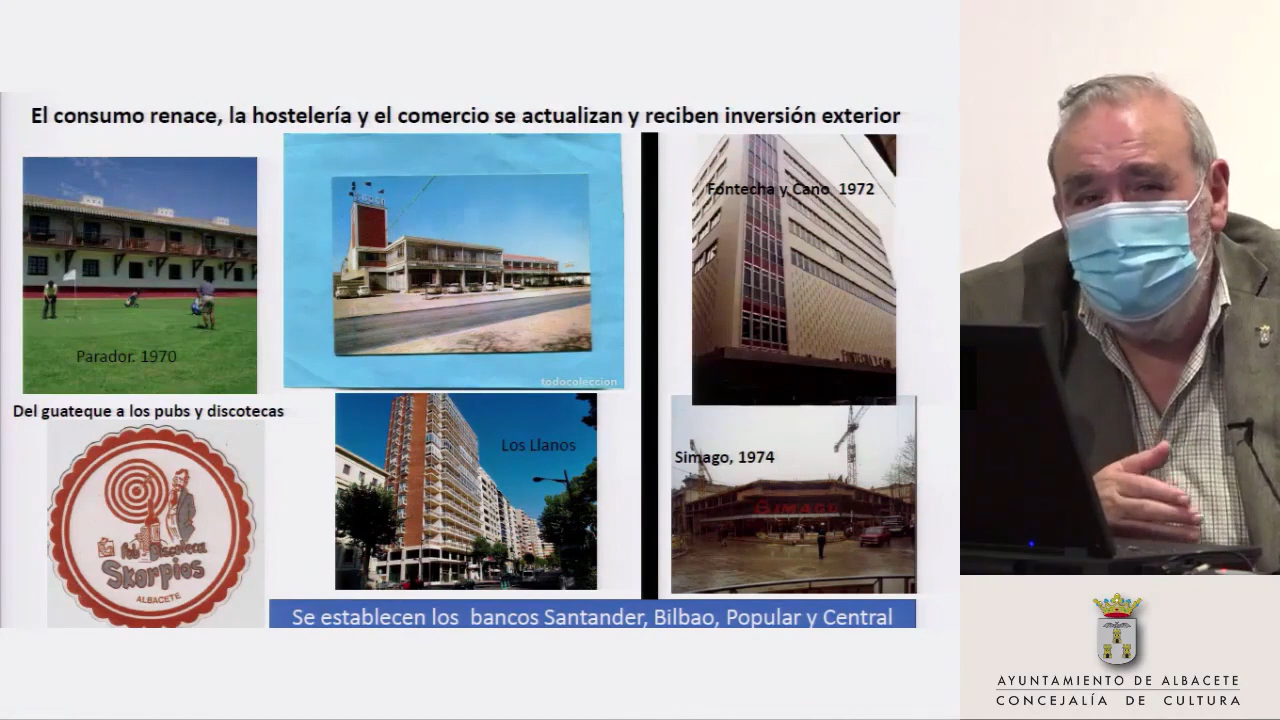 El consumo renace, la hostelería y el comercio se actualizan y reciben inversión exterior
Parador. 1970
todocoleccion
Fontecha y Cano 1972
Del guateque a los pubs y discotecas
Los Llanos
Simago, 1974
SIMAGO
Pub Discoteca
Skorpios
ALBACETE
Se establecen los bancos Santander, Bilbao, Popular y Central
AYUNTAMIENTO DE ALBACETE
CONCEJALÍA DE CULTURA